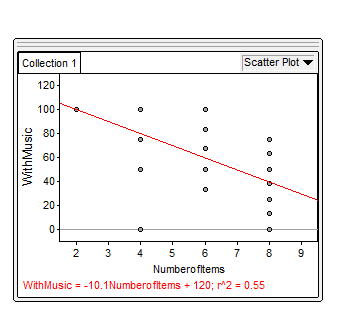 Collection 1
Scatter Plot
WithMusic
120
100
80
60
40
20
0
2 3 4 5 6 7 8 9
NumberofItems
WithMusic = -10.1NumberofItems + 120; r^2 = 0.55